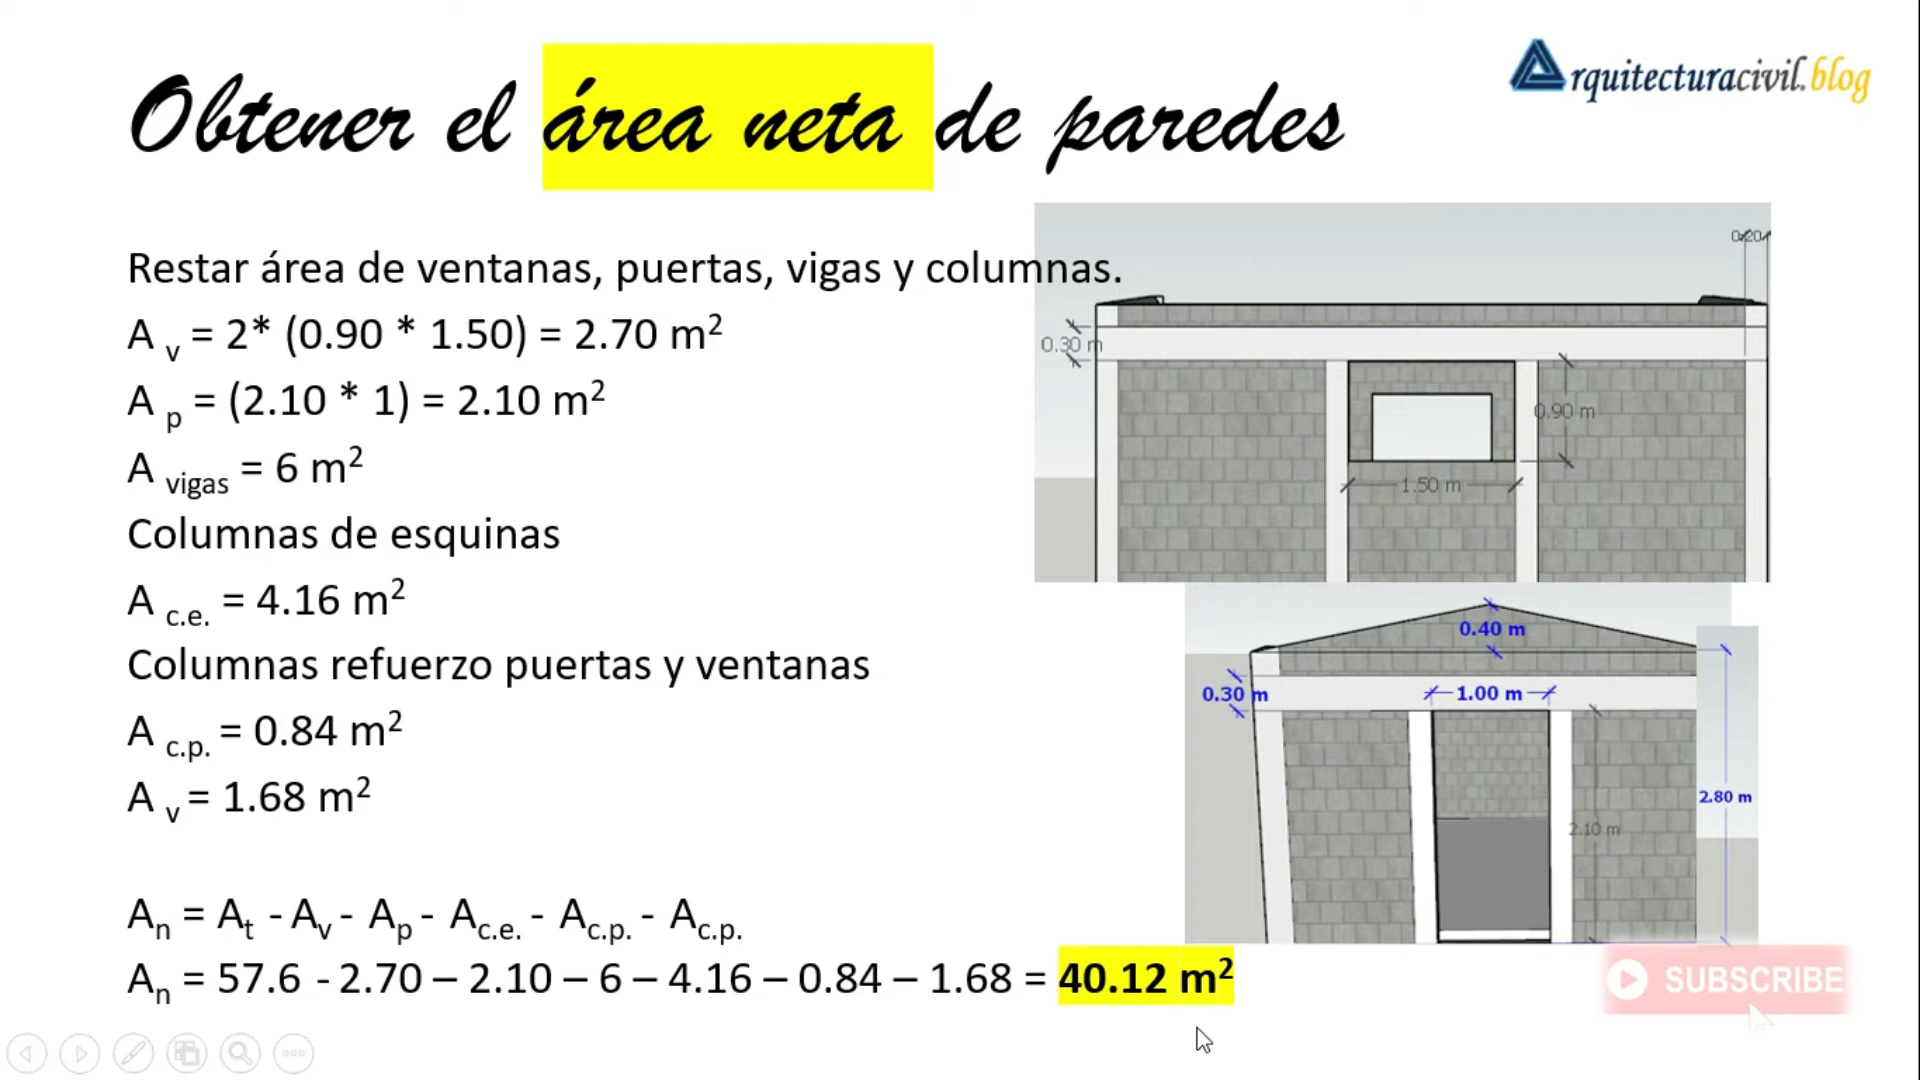 Obtener el área neta de paredes
rquitecturacivil.blog
Restar área de ventanas, puertas, vigas y columnas.
A v = 2* (0.90 * 1.50) = 2.70 m²
A p = (2.10 * 1) = 2.10 m²
A vigas = 6 m²
Columnas de esquinas
A c.e. = 4.16 m²
Columnas refuerzo puertas y ventanas
A c.p. = 0.84 m²
A v = 1.68 m²
An = At - Av - Ap - Ac.e. - Ac.p. - Ac.p.
An = 57.6 - 2.70 – 2.10 – 6 – 4.16 – 0.84 – 1.68 = 40.12 m²
0.20
0.30 m
0.90 m
1.50 m
0.40 m
0.30 m
1.00 m
2.80 m
2.10 m
SUBSCRIBE